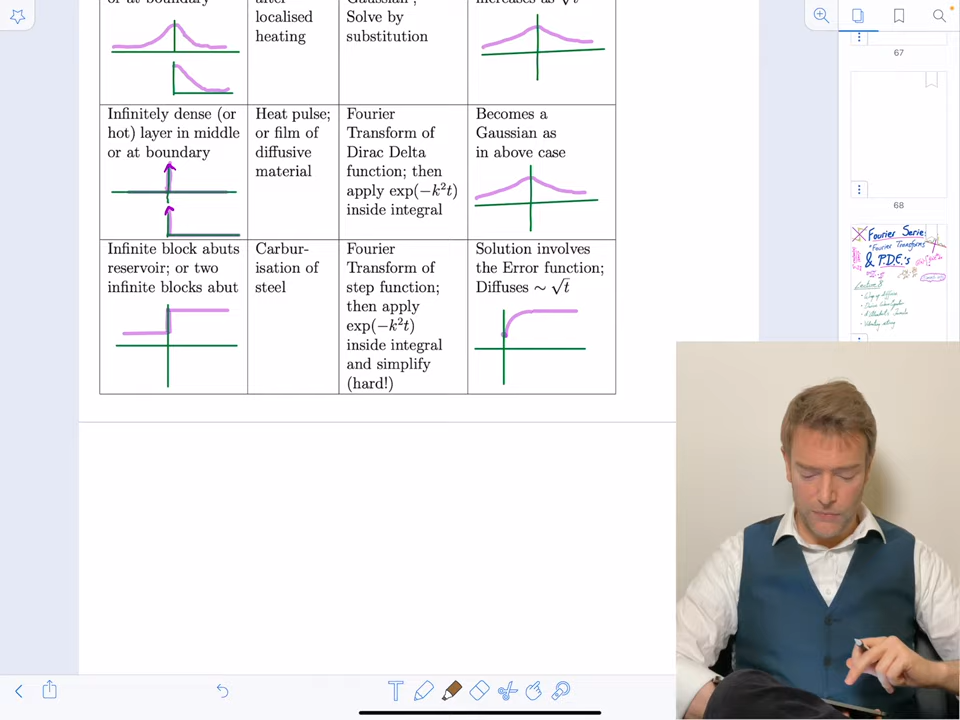 or at boundary
after
localised
heating
Gaussian ;
Solve by
substitution
increases as √t
Infinitely dense (or
hot) layer in middle
or at boundary
Heat pulse;
or film of
diffusive
material
Fourier
Transform of
Dirac Delta
function; then
apply exp(−k²t)
inside integral
Becomes a
Gaussian as
in above case
Infinite block abuts
reservoir; or two
infinite blocks abut
Carbur-
isation of
steel
Fourier
Transform of
step function;
then apply
exp(−k²t)
inside integral
and simplify
(hard!)
Solution involves
the Error function;
Diffuses ∼ √t
67
68
Fourier Serie
Fourier Transforms
& P.D.E.'s
Lecture 8
T